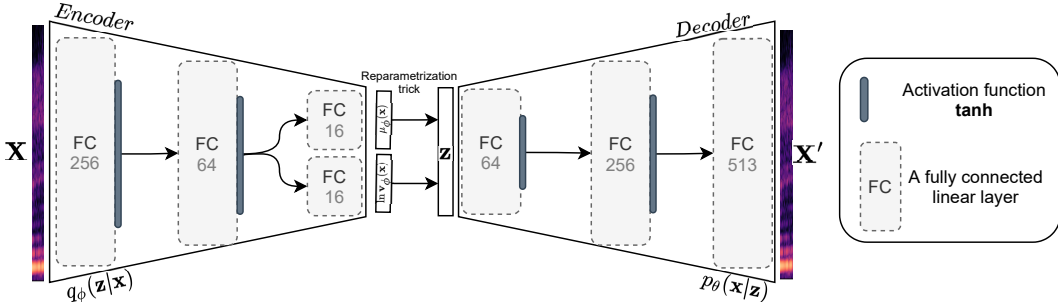 Encoder
X
FC
256
FC
64
FC
16
FC
16
q_ϕ(z|x)
Reparametrization
trick
μ_ϕ(x)
ln v_ϕ(x)
z
Decoder
FC
64
FC
256
FC
513
X′
p_θ(x|z)
Activation function
tanh
FC
A fully connected
linear layer